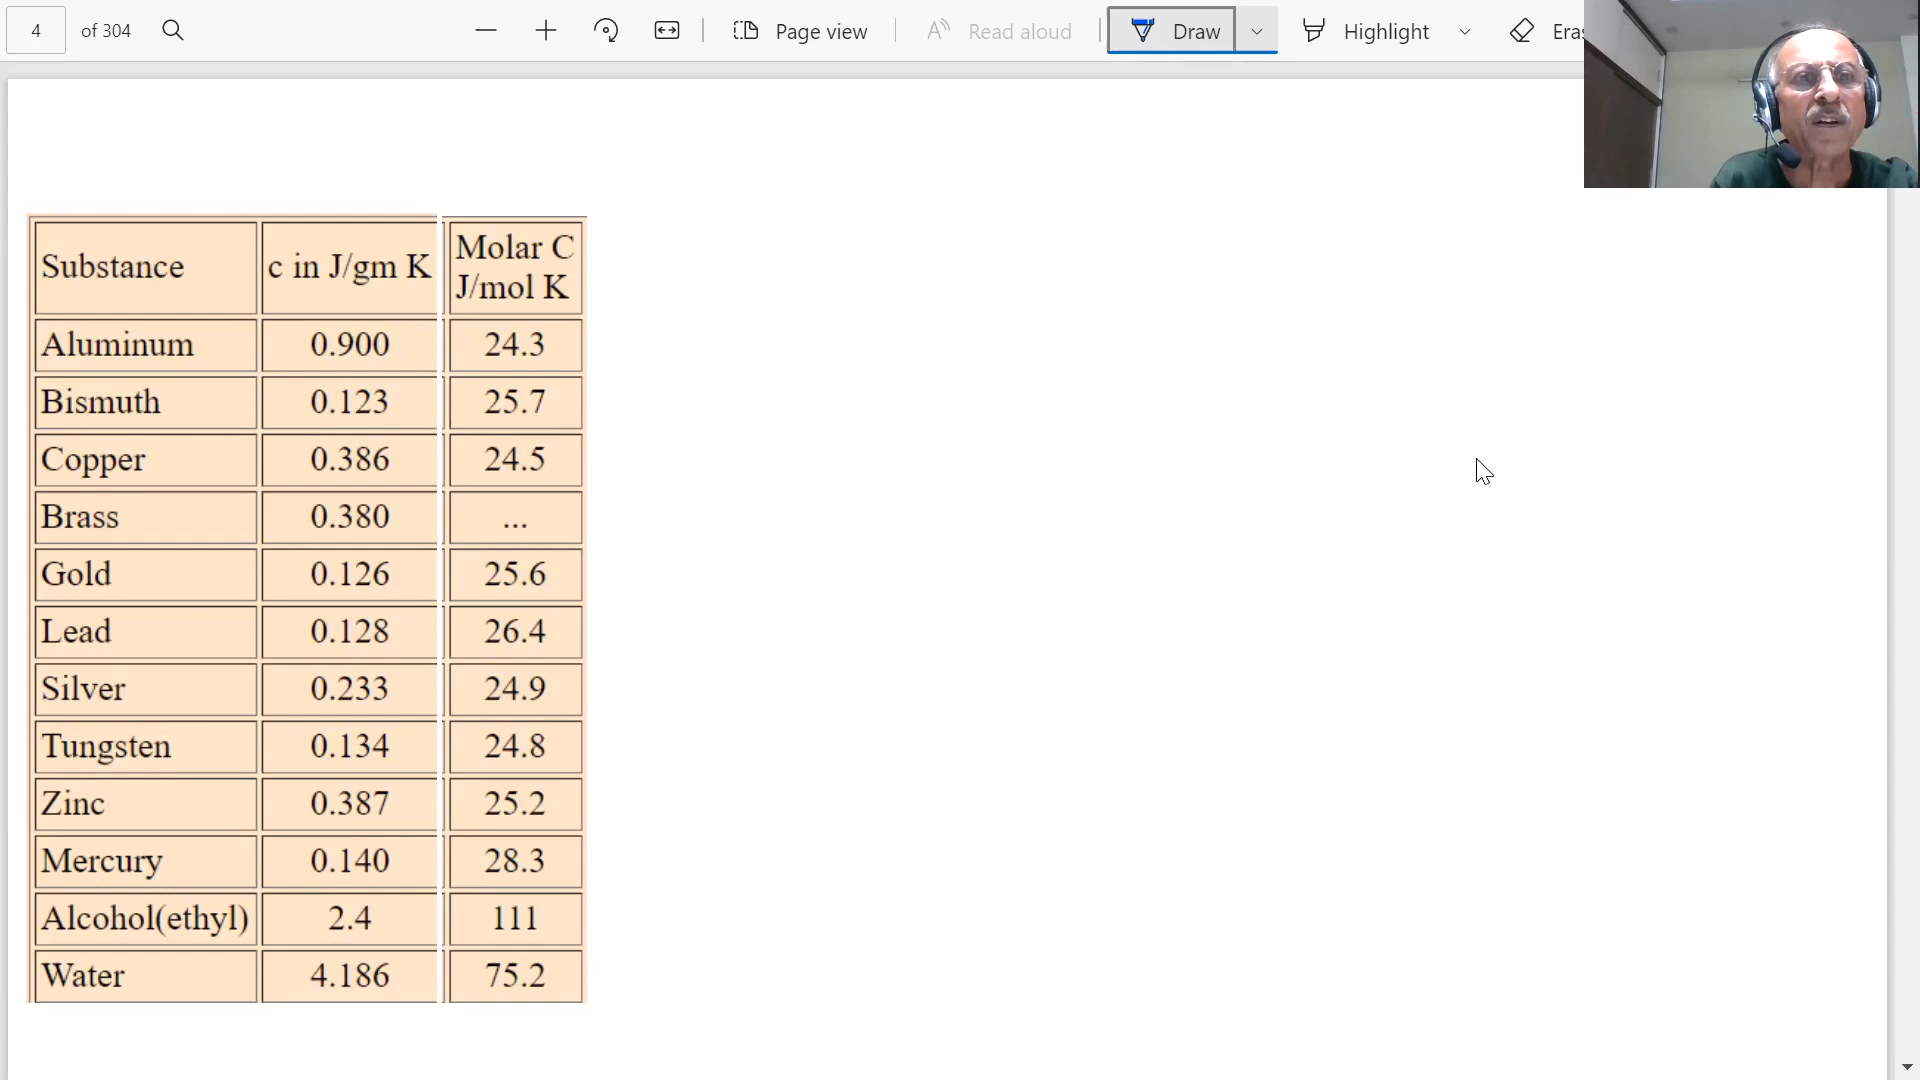 4 of 304 Page view Read aloud Draw Highlight Eras
Substance c in J/gm K Molar C J/mol K
Aluminum 0.900 24.3
Bismuth 0.123 25.7
Copper 0.386 24.5
Brass 0.380 ...
Gold 0.126 25.6
Lead 0.128 26.4
Silver 0.233 24.9
Tungsten 0.134 24.8
Zinc 0.387 25.2
Mercury 0.140 28.3
Alcohol(ethyl) 2.4 111
Water 4.186 75.2